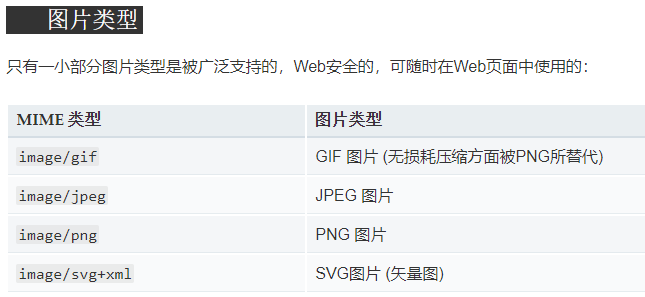 图片类型
只有一小部分图片类型是被广泛支持的，Web安全的，可随时在Web页面中使用的：
MIME 类型 图片类型
image/gif GIF 图片 (无损耗压缩方面被PNG所替代)
image/jpeg JPEG 图片
image/png PNG 图片
image/svg+xml SVG图片 (矢量图)